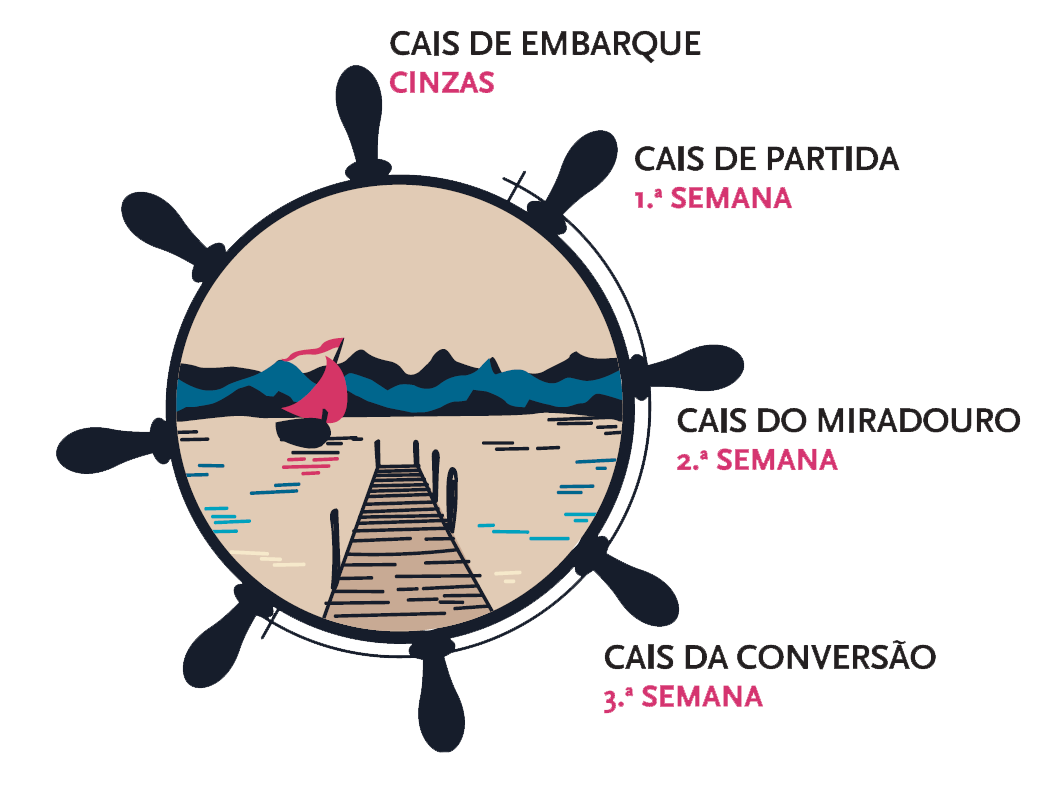 CAIS DE EMBARQUE
CINZAS
CAIS DE PARTIDA
1.ª SEMANA
CAIS DO MIRADOURO
2.ª SEMANA
CAIS DA CONVERSÃO
3.ª SEMANA